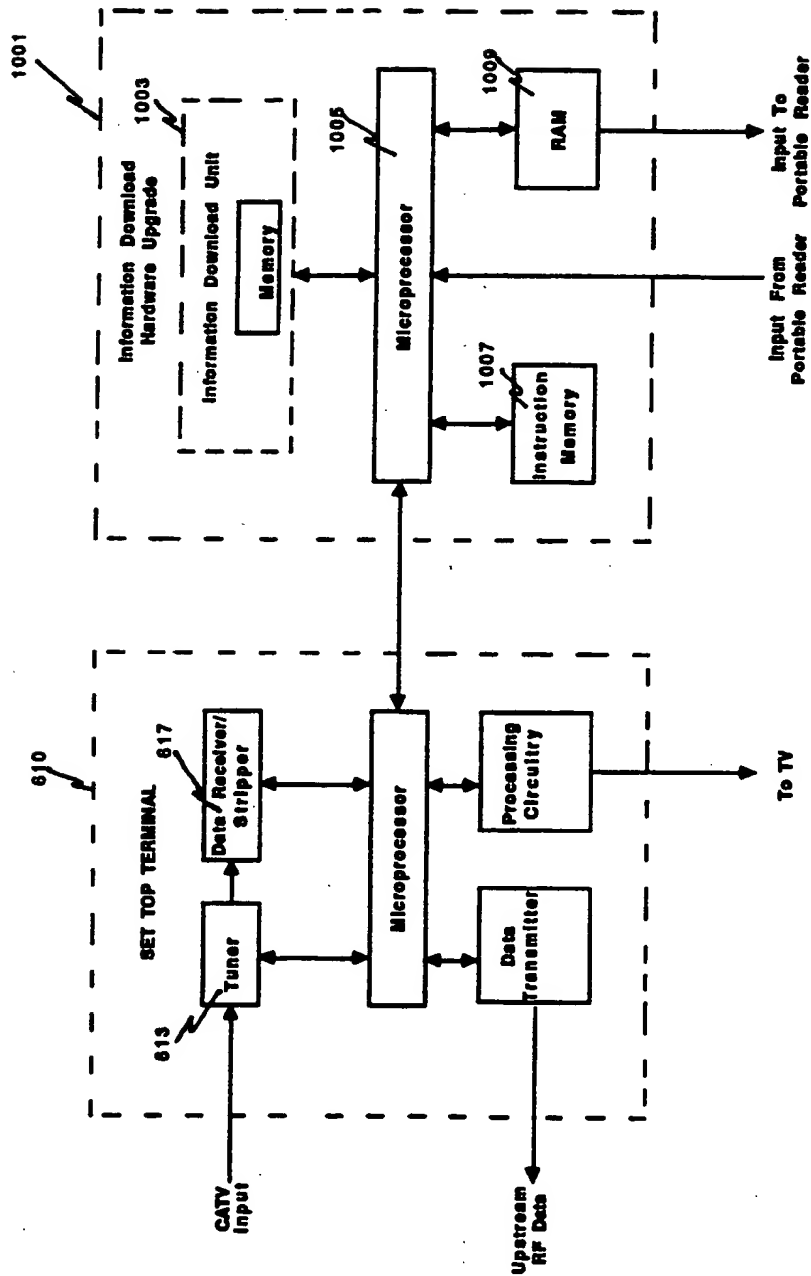 610
SET TOP TERMINAL
617
Data Receiver/
Stripper
613
Tuner
Microprocessor
Data
Transmitter
Processing
Circuitry
CATV
Input
Upstream
RF Data
To TV
1001
Information Download
Hardware Upgrade
1003
Information Download Unit
Memory
1005
Microprocessor
1007
Instruction
Memory
1009
RAM
Input From
Portable Reader
Input To
Portable Reader